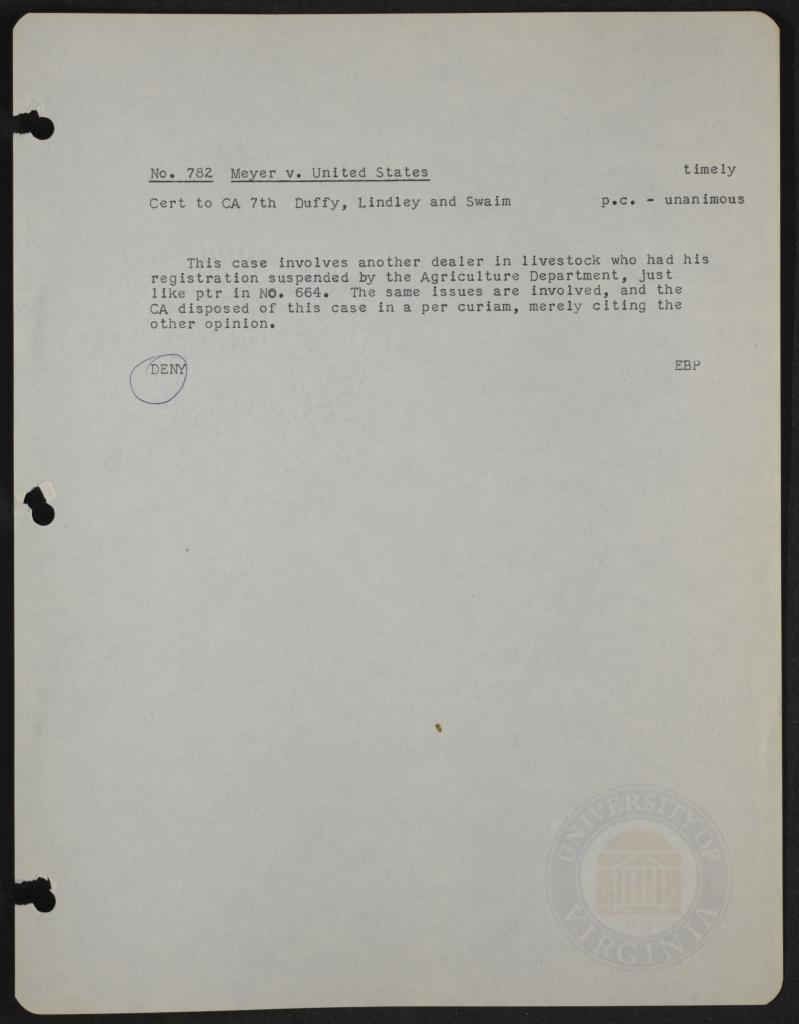 No. 782 Meyer v. United States timely
Cert to CA 7th Duffy, Lindley and Swaim p.c. - unanimous
This case involves another dealer in livestock who had his
registration suspended by the Agriculture Department, just
like ptr in NO. 664. The same issues are involved, and the
CA disposed of this case in a per curiam, merely citing the
other opinion.
DENY EBP
UNIVERSITY OF
VIRGINIA